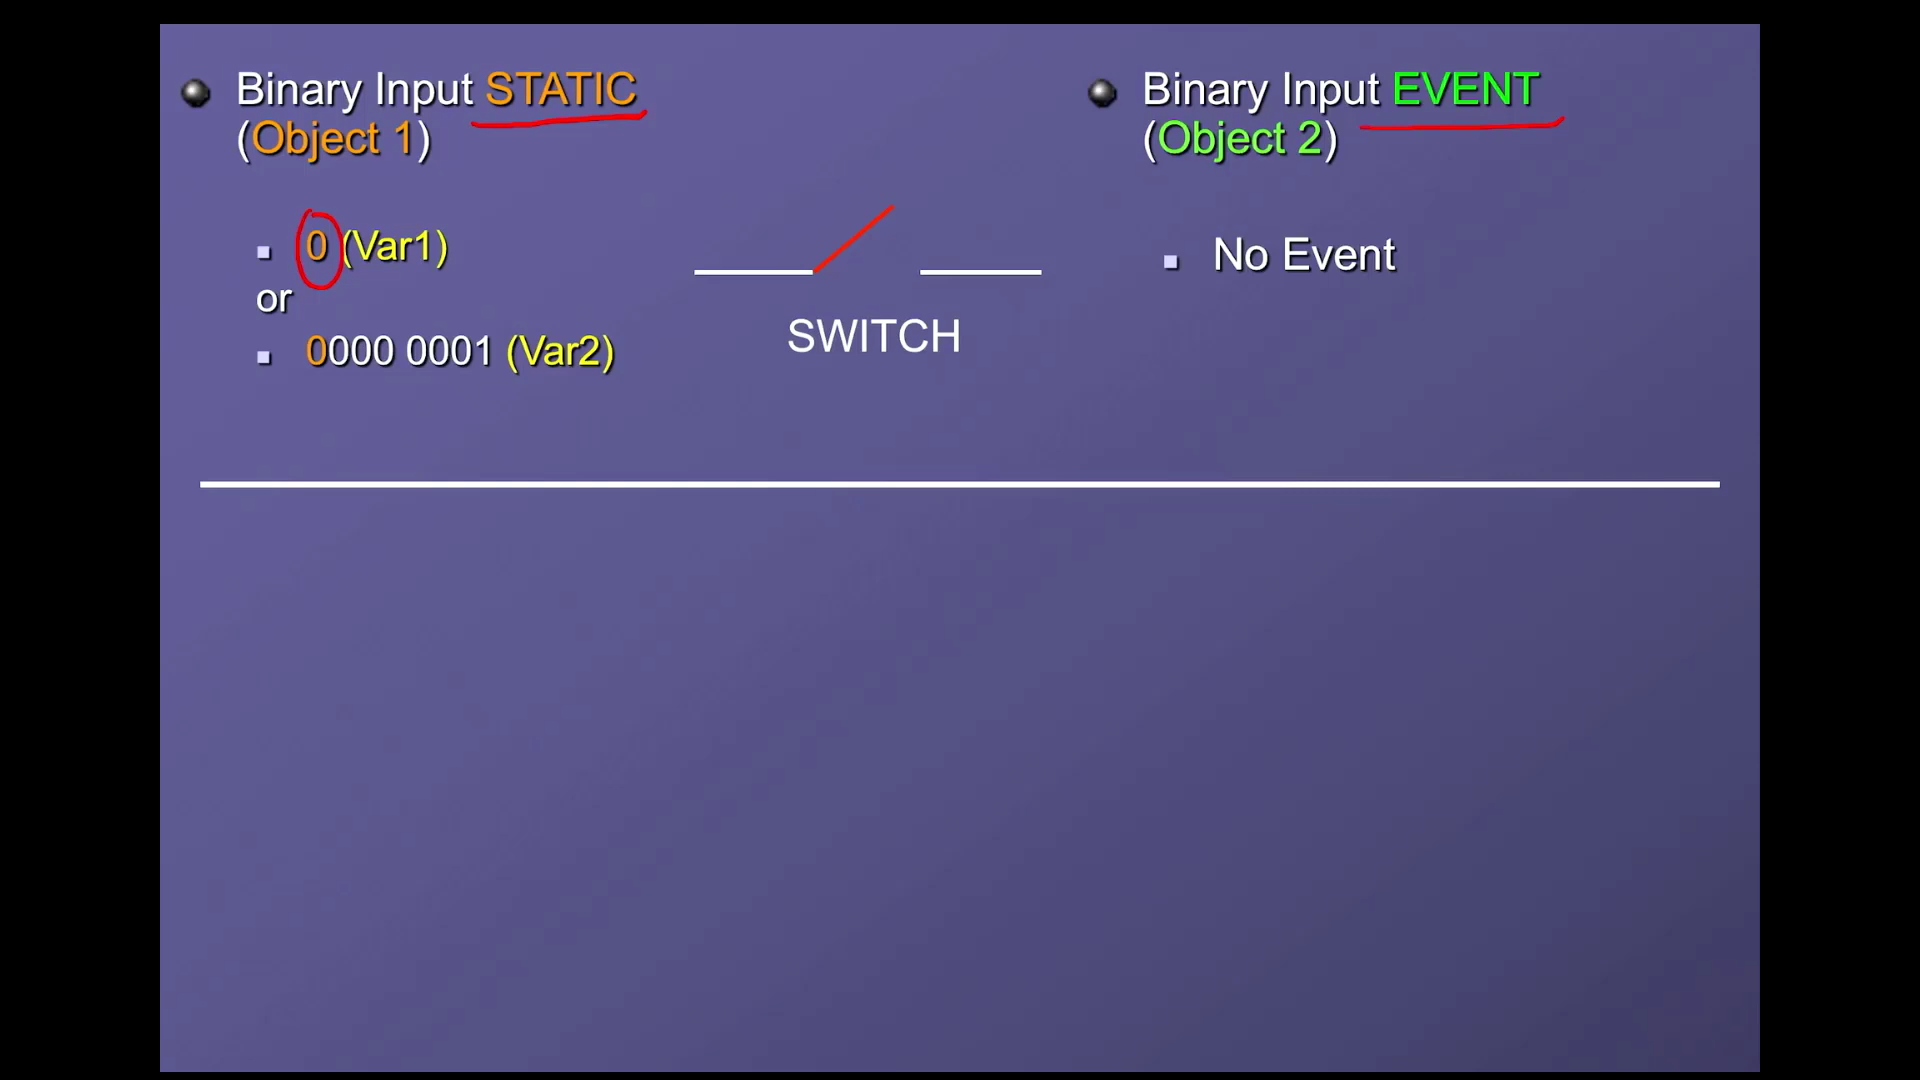 Binary Input STATIC
(Object 1)
0 (Var1)
or
0000 0001 (Var2)
SWITCH
Binary Input EVENT
(Object 2)
No Event